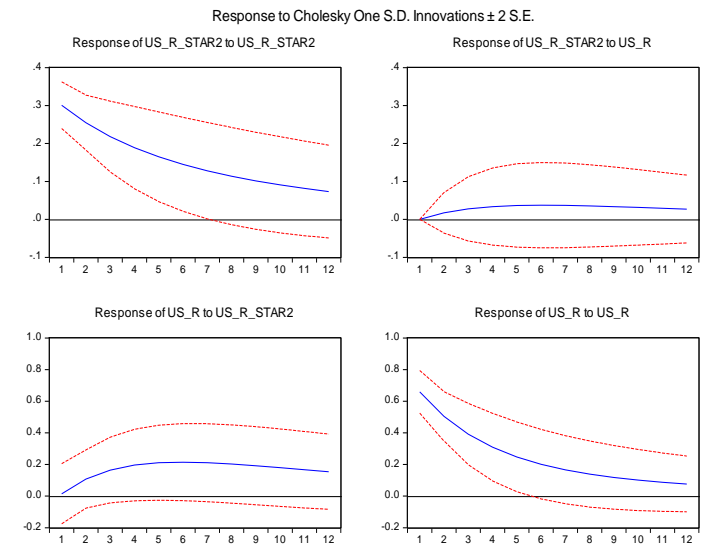 Response to Cholesky One S.D. Innovations ± 2 S.E.
Response of US_R_STAR2 to US_R_STAR2
.4
.3
.2
.1
.0
-.1
1 2 3 4 5 6 7 8 9 10 11 12
Response of US_R_STAR2 to US_R
.4
.3
.2
.1
.0
-.1
1 2 3 4 5 6 7 8 9 10 11 12
Response of US_R to US_R_STAR2
1.0
0.8
0.6
0.4
0.2
0.0
-0.2
1 2 3 4 5 6 7 8 9 10 11 12
Response of US_R to US_R
1.0
0.8
0.6
0.4
0.2
0.0
-0.2
1 2 3 4 5 6 7 8 9 10 11 12